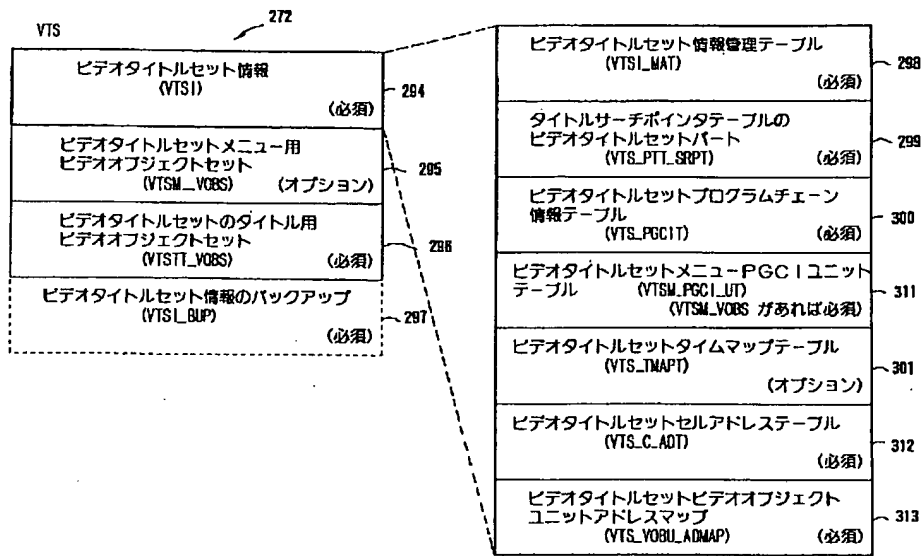 272
VTS
ビデオタイトルセット情報
(VTSI)
(必須)
294
ビデオタイトルセットメニュー用
ビデオオブジェクトセット
(VTSM_VOBS) (オプション)
295
ビデオタイトルセットのタイトル用
ビデオオブジェクトセット
(VTSTT_VOBS) (必須)
296
ビデオタイトルセット情報のバックアップ
(VTSI_BUP)
(必須)
297
ビデオタイトルセット情報管理テーブル
(VTSI_MAT)
(必須)
298
タイトルサーチポインタテーブルの
ビデオタイトルセットパート
(VTS_PTT_SRPT) (必須)
299
ビデオタイトルセットプログラムチェーン
情報テーブル
(VTS_PGCIT) (必須)
300
ビデオタイトルセットメニューPGCIユニット
テーブル (VTSM_PGCI_UT)
(VTSM_VOBS があれば必須)
311
ビデオタイトルセットタイムマップテーブル
(VTS_TMAPT)
(オプション)
301
ビデオタイトルセットセルアドレステーブル
(VTS_C_ADT)
(必須)
312
ビデオタイトルセットビデオオブジェクト
ユニットアドレスマップ
(VTS_VOBU_ADMAP) (必須)
313